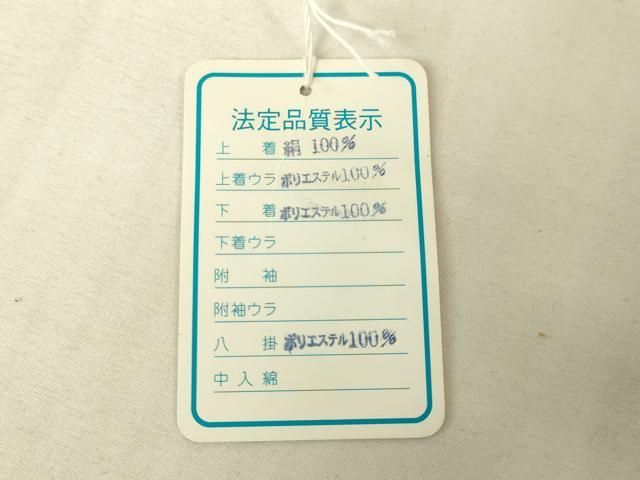 法定品質表示
上着 絹 100%
上着ウラ ポリエステル100%
下着 ポリエステル100%
下着ウラ
附袖
附袖ウラ
八掛 ポリエステル100%
中入綿